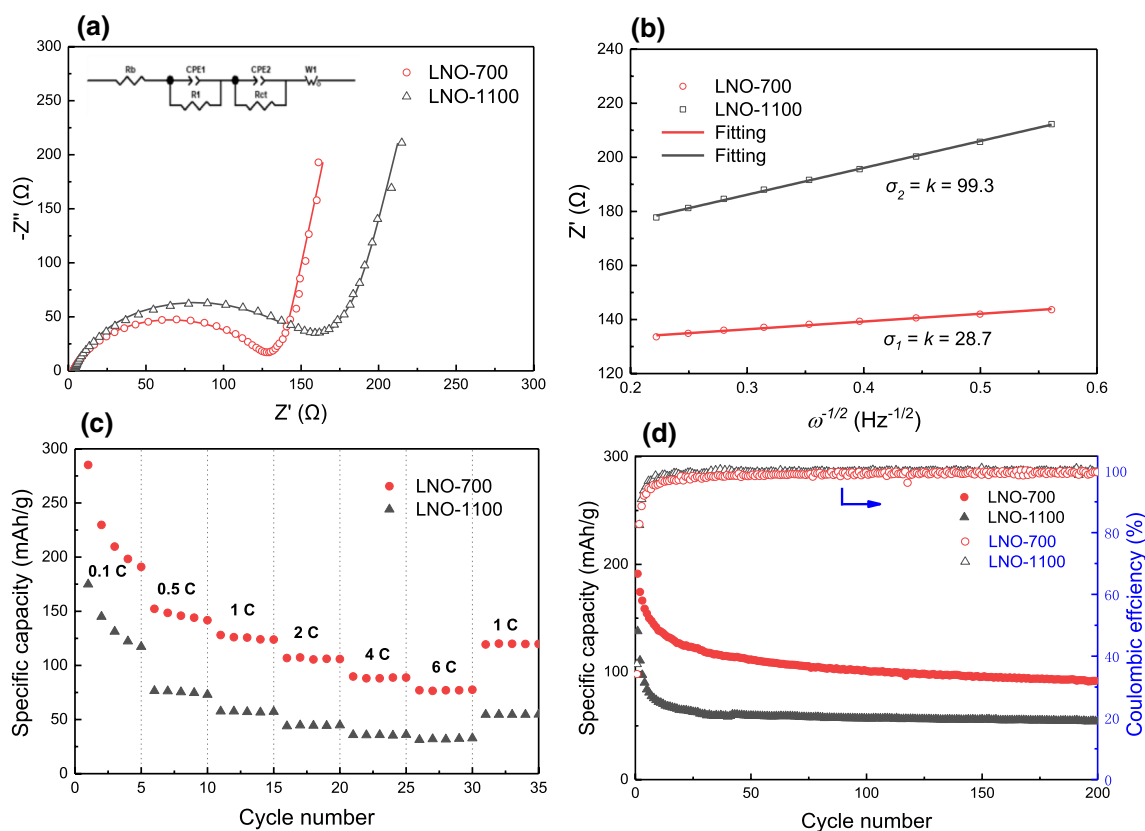 (a)
300
250
200
150
100
50
0
-Z″ (Ω)
Rb
CPE1
CPE2
W1
R1
Rct
LNO-700
LNO-1100
0
50
100
150
200
250
300
Z' (Ω)
(b)
240
220
200
180
160
140
120
Z' (Ω)
LNO-700
LNO-1100
Fitting
Fitting
σ2 = k = 99.3
σ1 = k = 28.7
0.2
0.3
0.4
0.5
0.6
ω-1/2 (Hz-1/2)
(c)
300
250
200
150
100
50
0
Specific capacity (mAh/g)
LNO-700
LNO-1100
0.1 C
0.5 C
1 C
2 C
4 C
6 C
1 C
0
5
10
15
20
25
30
35
Cycle number
(d)
300
200
100
0
Specific capacity (mAh/g)
LNO-700
LNO-1100
LNO-700
LNO-1100
100
80
60
40
20
0
Coulombic effciency (%)
0
50
100
150
200
Cycle number